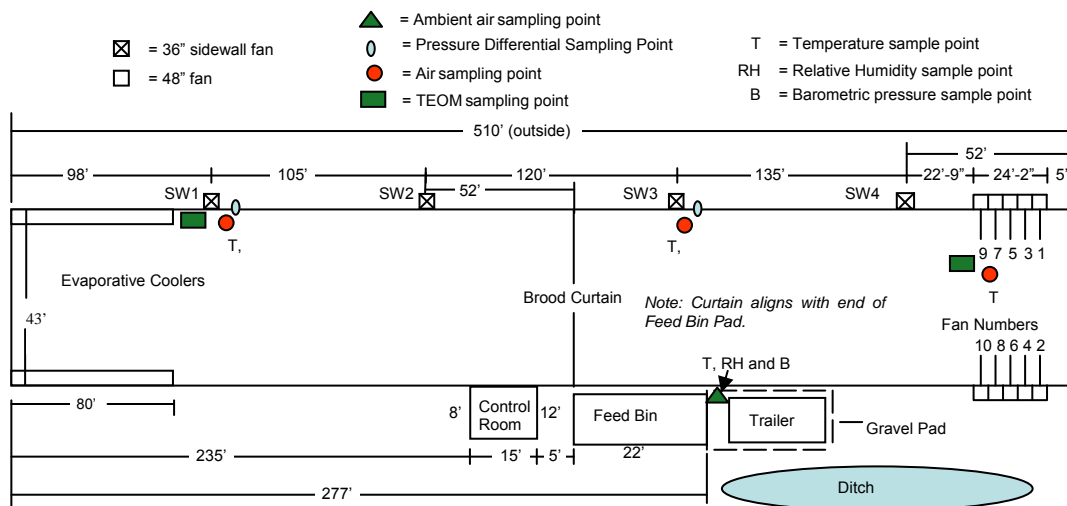 = Ambient air sampling point
= 36” sidewall fan
= Pressure Differential Sampling Point
T = Temperature sample point
= 48” fan
= Air sampling point
RH = Relative Humidity sample point
= TEOM sampling point
B = Barometric pressure sample point
510’ (outside)
52’
98’ 105’ 120’ 135’ 22’-9” 24’-2” 5’
SW1 SW2 52’ SW3 SW4
T, T,
9 7 5 3 1
Evaporative Coolers
T
Brood Curtain
Note: Curtain aligns with end of
Feed Bin Pad.
43’
Fan Numbers
10 8 6 4 2
T, RH and B
80’
8’ Control
Room
12’ Feed Bin
Trailer
Gravel Pad
235’ 15’ 5’ 22’
277’
Ditch